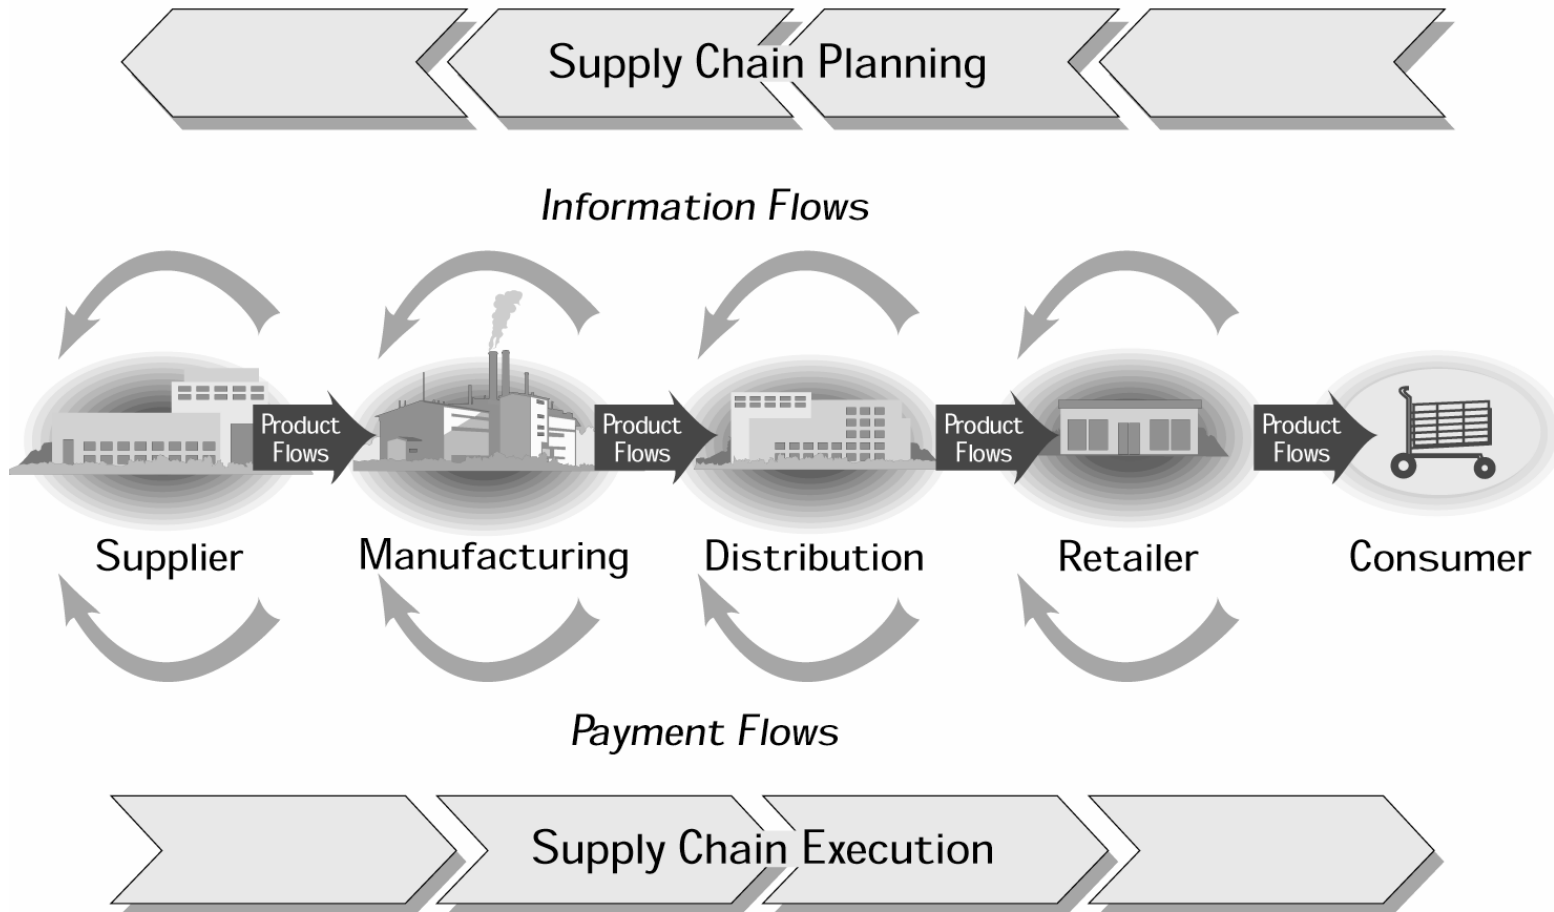 Supply Chain Planning
Information Flows
Product
Flows
Product
Flows
Product
Flows
Product
Flows
Supplier
Manufacturing
Distribution
Retailer
Consumer
Payment Flows
Supply Chain Execution